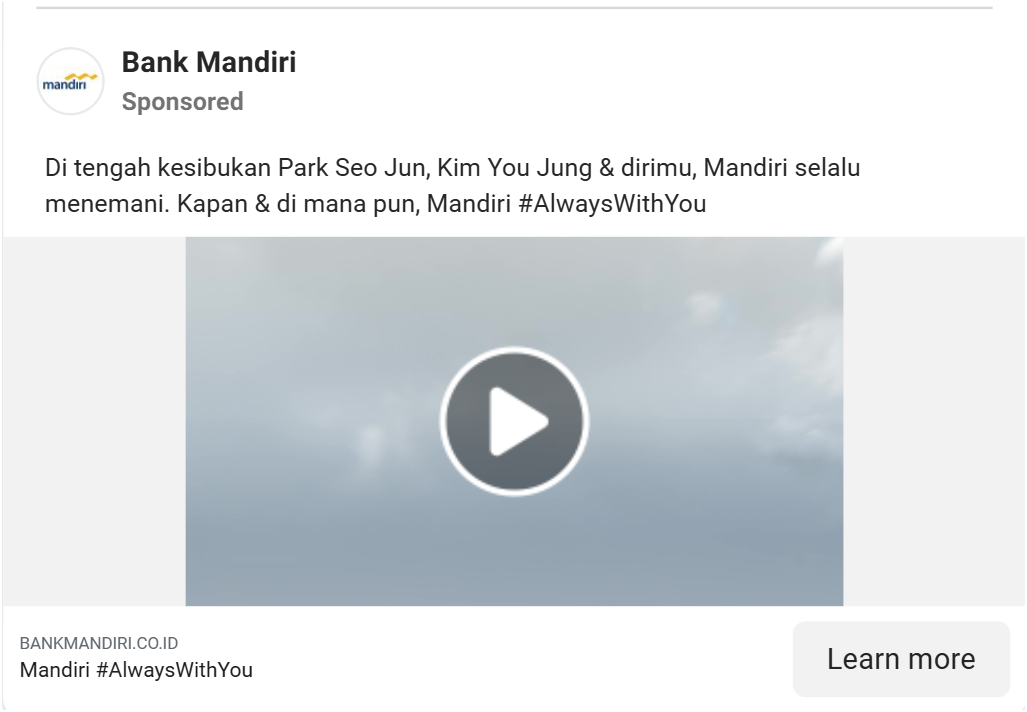 mandiri
Bank Mandiri
Sponsored
Di tengah kesibukan Park Seo Jun, Kim You Jung & dirimu, Mandiri selalu
menemani. Kapan & di mana pun, Mandiri #AlwaysWithYou
BANKMANDIRI.CO.ID
Mandiri #AlwaysWithYou
Learn more